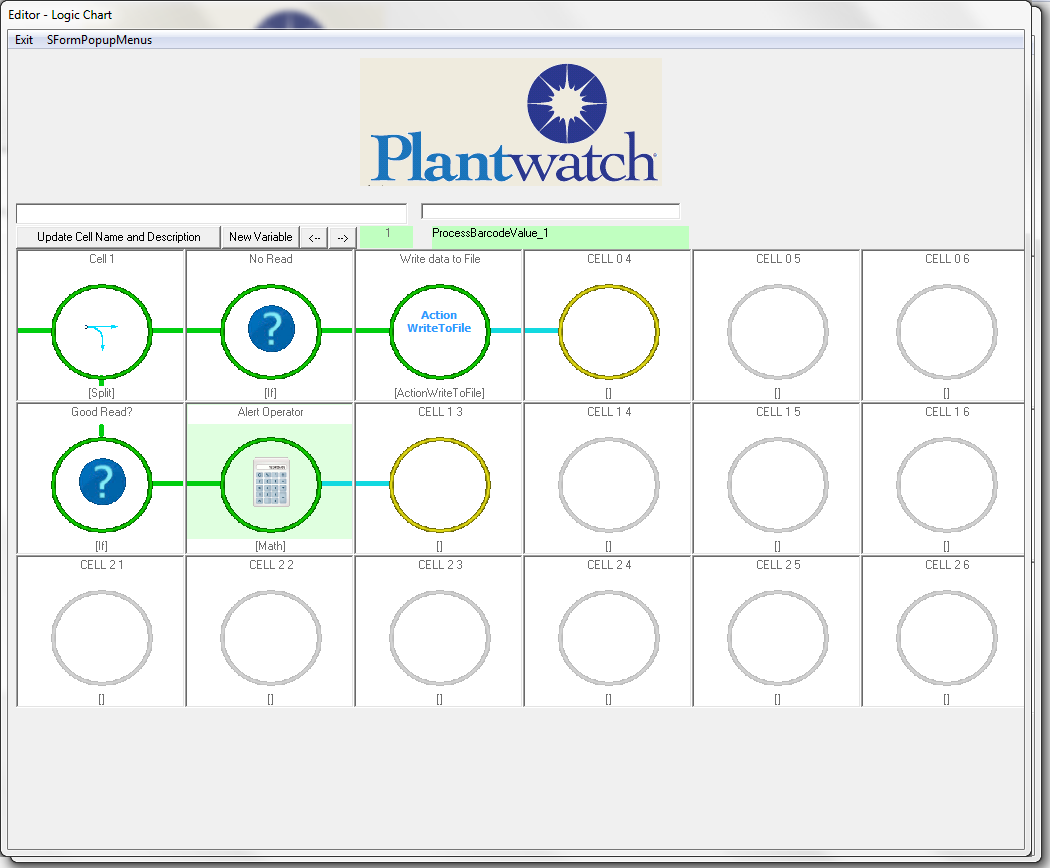 Editor - Logic Chart
Exit SFormPopupMenus
Plantwatch
Update Cell Name and Description New Variable <-- --> 1 ProcessBarcodeValue_1
Cell 1 No Read Write data to File CELL 0 4 CELL 0 5 CELL 0 6
? Action
WriteToFile
[Split] [If] [ActionWriteToFile] [] [] []
Good Read? Alert Operator CELL 1 3 CELL 1 4 CELL 1 5 CELL 1 6
?
[If] [Math] [] [] [] []
CELL 2 1 CELL 2 2 CELL 2 3 CELL 2 4 CELL 2 5 CELL 2 6
[] [] [] [] [] []